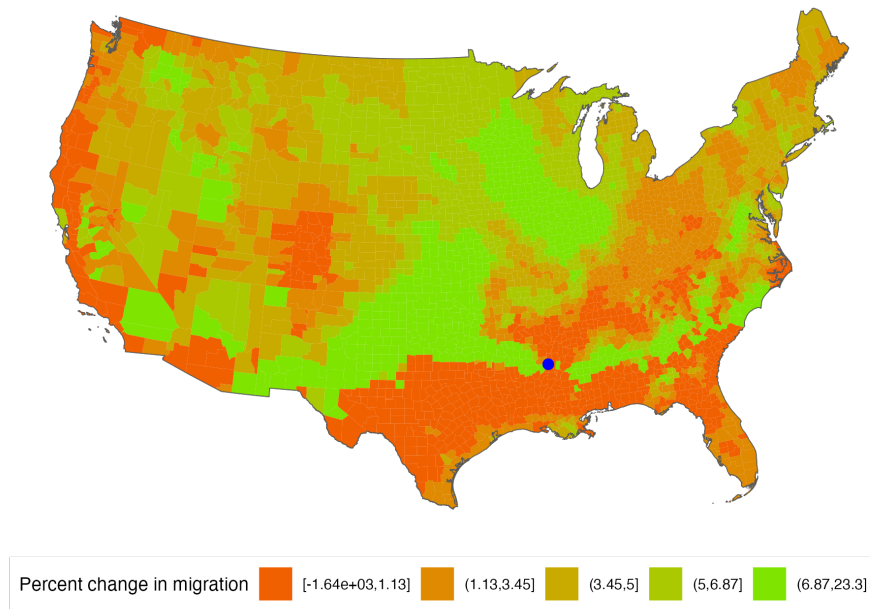 Percent change in migration [-1.64e+03,1.13] (1.13,3.45] (3.45,5] (5,6.87] (6.87,23.3]